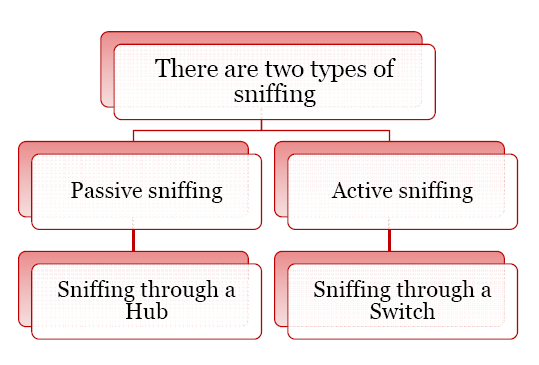 There are two types of
sniffing
Passive sniffing
Active sniffing
Sniffing through a
Hub
Sniffing through a
Switch